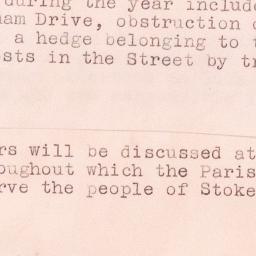 during the year include
am Drive, obstruction o
a hedge belonging to t
sts in the Street by tr
rs will be discussed at
oughout which the Paris
rve the people of Stoke